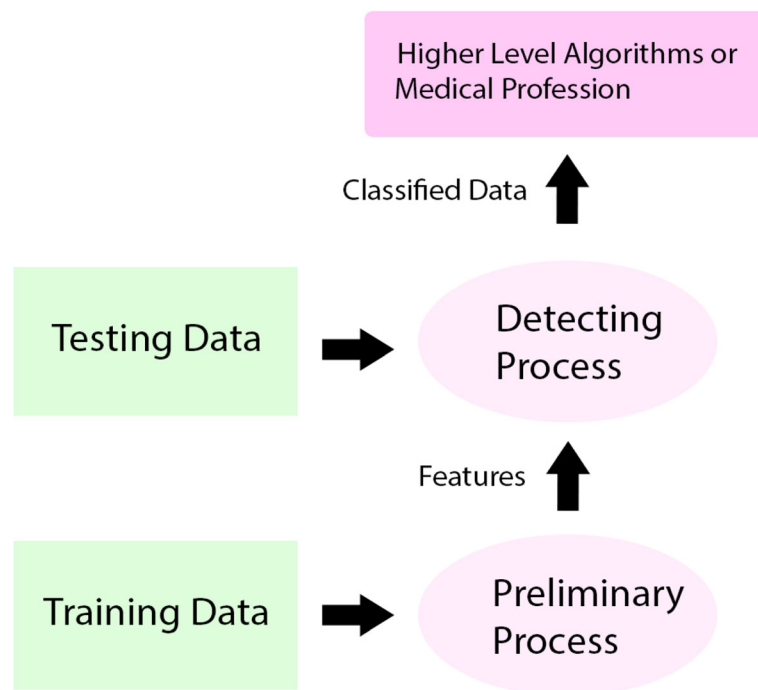 Higher Level Algorithms or
Medical Profession
Classified Data
Testing Data
Detecting
Process
Features
Training Data
Preliminary
Process